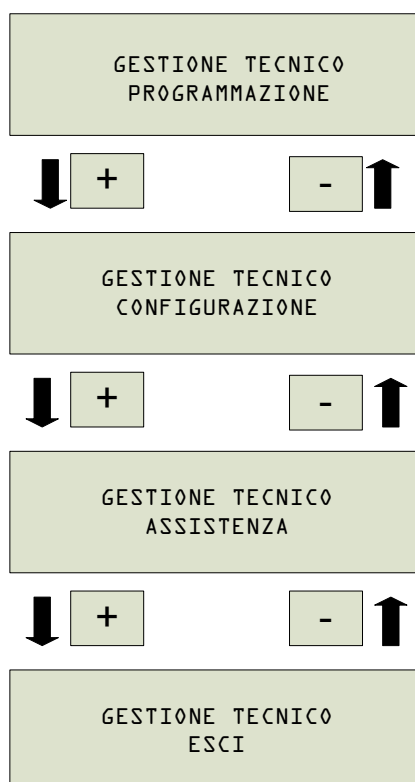 GESTIONE TECNICO
PROGRAMMAZIONE
+ -
GESTIONE TECNICO
CONFIGURAZIONE
+ -
GESTIONE TECNICO
ASSISTENZA
+ -
GESTIONE TECNICO
ESCI